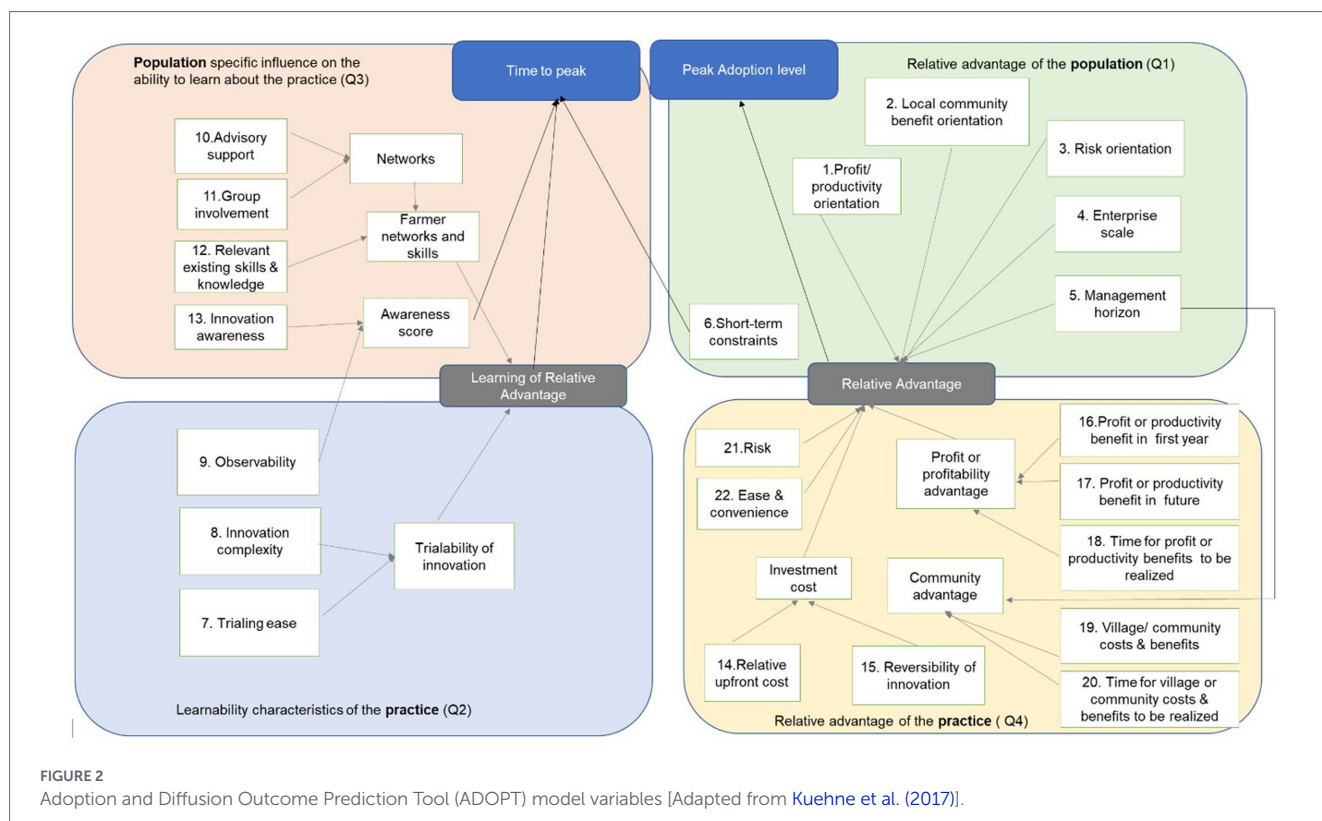 Population specific influence on the
ability to learn about the practice (Q3)
Time to peak
Peak Adoption level
Relative advantage of the population (Q1)
10.Advisory
support
Networks
11.Group
involvement
12. Relevant
existing skills &
knowledge
Farmer
networks and
skills
13. Innovation
awareness
Awareness
score
2. Local community
benefit orientation
3. Risk orientation
1.Profit/
productivity
orientation
4. Enterprise
scale
5. Management
horizon
6.Short-term
constraints
Learning of Relative
Advantage
Relative Advantage
9. Observability
8. Innovation
complexity
Trialability of
innovation
7. Trialing ease
Learnability characteristics of the practice (Q2)
21.Risk
22. Ease &
convenience
Profit or
profitability
advantage
16.Profit or productivity
benefit in first year
17. Profit or productivity
benefit in future
18. Time for profit or
productivity benefits to be
realized
Investment
cost
Community
advantage
19. Village/ community
costs & benefits
14.Relative
upfront cost
15. Reversibility of
innovation
20. Time for village or
community costs &
benefits to be realized
Relative advantage of the practice ( Q4)
FIGURE 2
Adoption and Diffusion Outcome Prediction Tool (ADOPT) model variables [Adapted from Kuehne et al. (2017)].